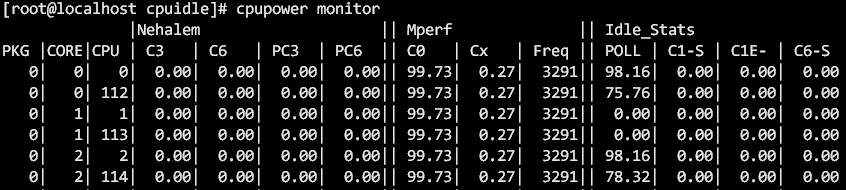 [root@localhost cpuidle]# cpupower monitor
              |Nehalem                    || Mperf              || Idle_Stats
PKG |CORE|CPU | C3   | C6   | PC3  | PC6  || C0   | Cx   | Freq || POLL | C1-S | C1E- | C6-S
   0|   0|   0|  0.00|  0.00|  0.00|  0.00|| 99.73|  0.27|  3291|| 98.16|  0.00|  0.00|  0.00
   0|   0| 112|  0.00|  0.00|  0.00|  0.00|| 99.73|  0.27|  3291|| 75.76|  0.00|  0.00|  0.00
   0|   1|   1|  0.00|  0.00|  0.00|  0.00|| 99.73|  0.27|  3291||  0.00|  0.00|  0.00|  0.00
   0|   1| 113|  0.00|  0.00|  0.00|  0.00|| 99.73|  0.27|  3291||  0.00|  0.00|  0.00|  0.00
   0|   2|   2|  0.00|  0.00|  0.00|  0.00|| 99.73|  0.27|  3291|| 98.16|  0.00|  0.00|  0.00
   0|   2| 114|  0.00|  0.00|  0.00|  0.00|| 99.73|  0.27|  3291|| 78.32|  0.00|  0.00|  0.00